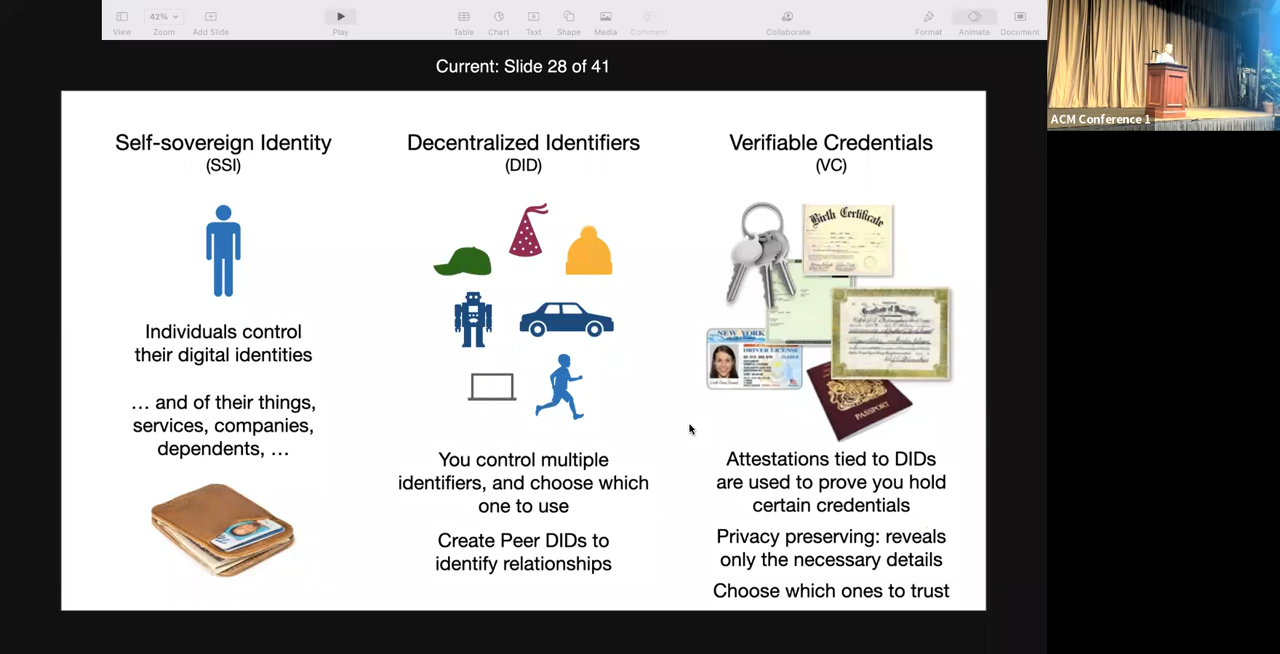 42%
View
Zoom
Add Slide
Play
Table
Chart
Text
Shape
Media
Comment
Collaborate
Format
Animate
Document
ACM Conference 1
Current: Slide 28 of 41
Self-sovereign Identity
(SSI)
Individuals control
their digital identities
… and of their things,
services, companies,
dependents, …
Decentralized Identifiers
(DID)
You control multiple
identifiers, and choose which
one to use
Create Peer DIDs to
identify relationships
Verifiable Credentials
(VC)
Birth Certificate
NEW YORK
DRIVER LICENSE
PASSPORT
Attestations tied to DIDs
are used to prove you hold
certain credentials
Privacy preserving: reveals
only the necessary details
Choose which ones to trust